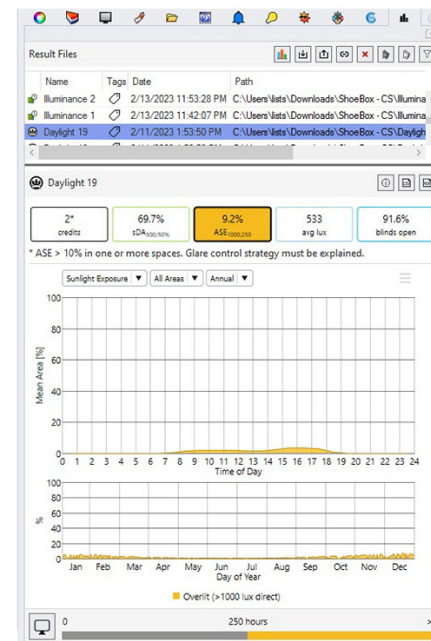 Result Files
Name Tags Date Path
Illuminance 2 2/13/2023 11:53:28 PM C:\Users\lists\Downloads\ShoeBox - CS\Illumina
Illuminance 1 2/13/2023 11:42:07 PM C:\Users\lists\Downloads\ShoeBox - CS\Illumina
Daylight 19 2/11/2023 1:53:50 PM C:\Users\lists\Downloads\ShoeBox - CS\Dayligh
Daylight 19
2* 69.7% 9.2% 533 91.6%
credits sDA300/50% ASE1000,250 avg lux blinds open
* ASE > 10% in one or more spaces. Glare control strategy must be explained.
Sunlight Exposure All Areas Annual
100
80
60
40
20
0
Mean Area [%]
0 1 2 3 4 5 6 7 8 9 10 11 12 13 14 15 16 17 18 19 20 21 22 23 24
Time of Day
100
80
60
40
20
0
%
Jan Feb Mar Apr May Jun Jul Aug Sep Oct Nov Dec
Day of Year
Overlit (>1000 lux direct)
0 250 hours